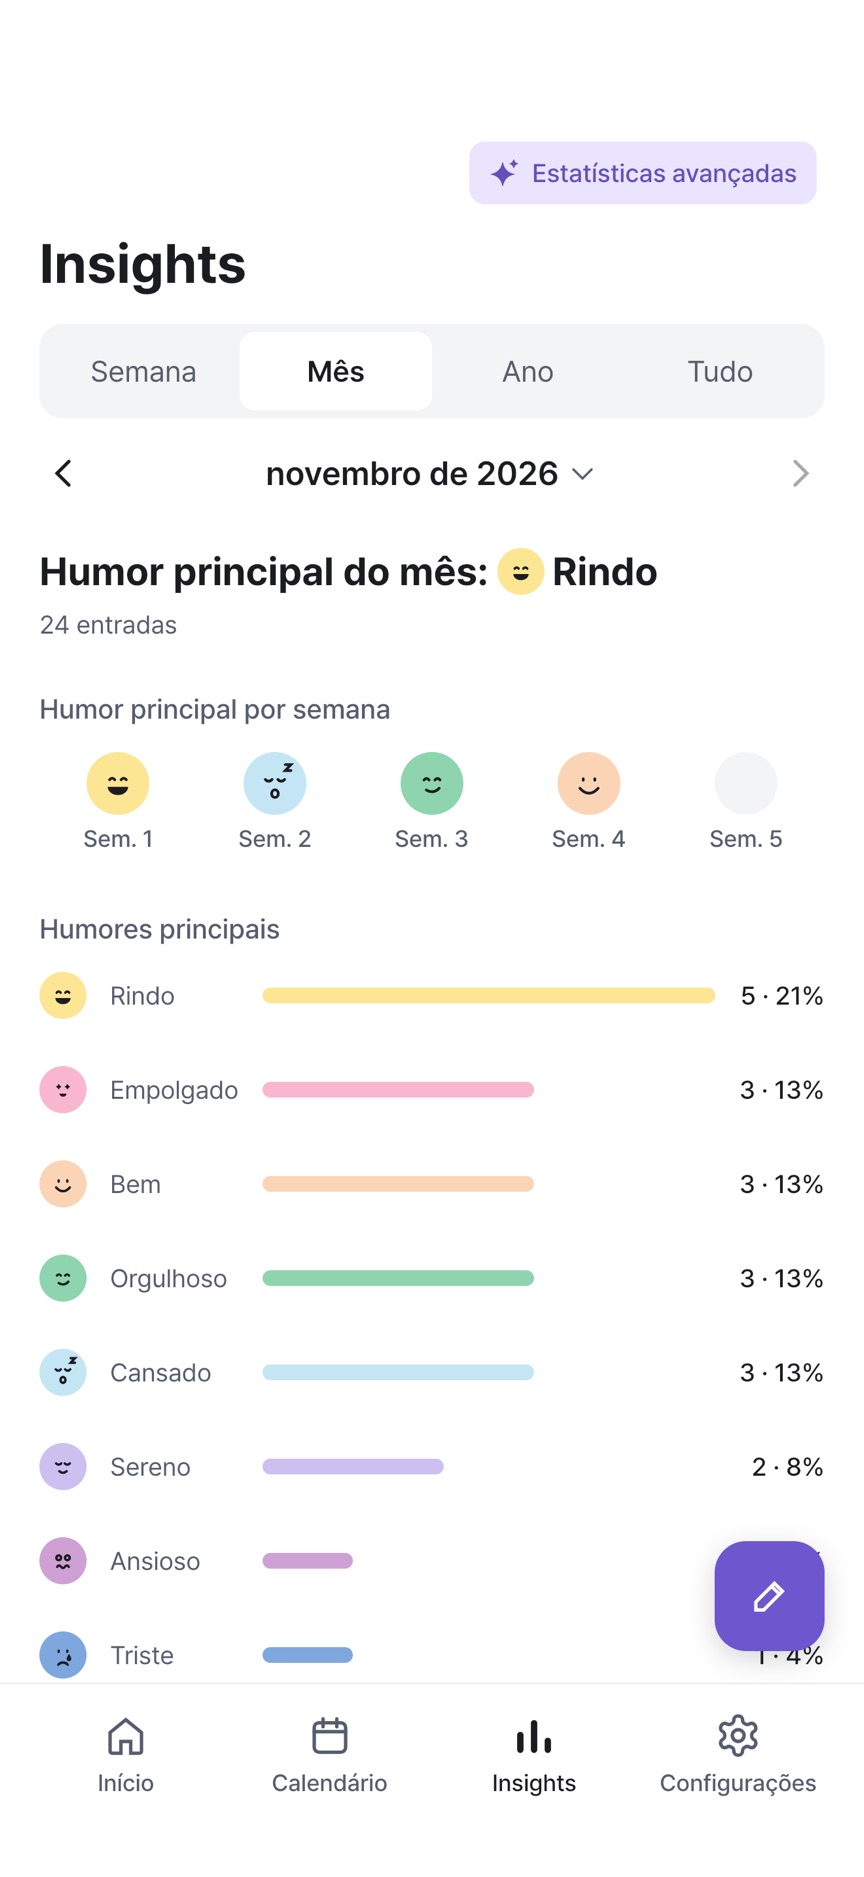 Estatísticas avançadas
Insights
Semana Mês Ano Tudo
novembro de 2026
Humor principal do mês: Rindo
24 entradas
Humor principal por semana
Sem. 1 Sem. 2 Sem. 3 Sem. 4 Sem. 5
Humores principais
Rindo 5 · 21%
Empolgado 3 · 13%
Bem 3 · 13%
Orgulhoso 3 · 13%
Cansado 3 · 13%
Sereno 2 · 8%
Ansioso
Triste 1 · 4%
Início Calendário Insights Configurações